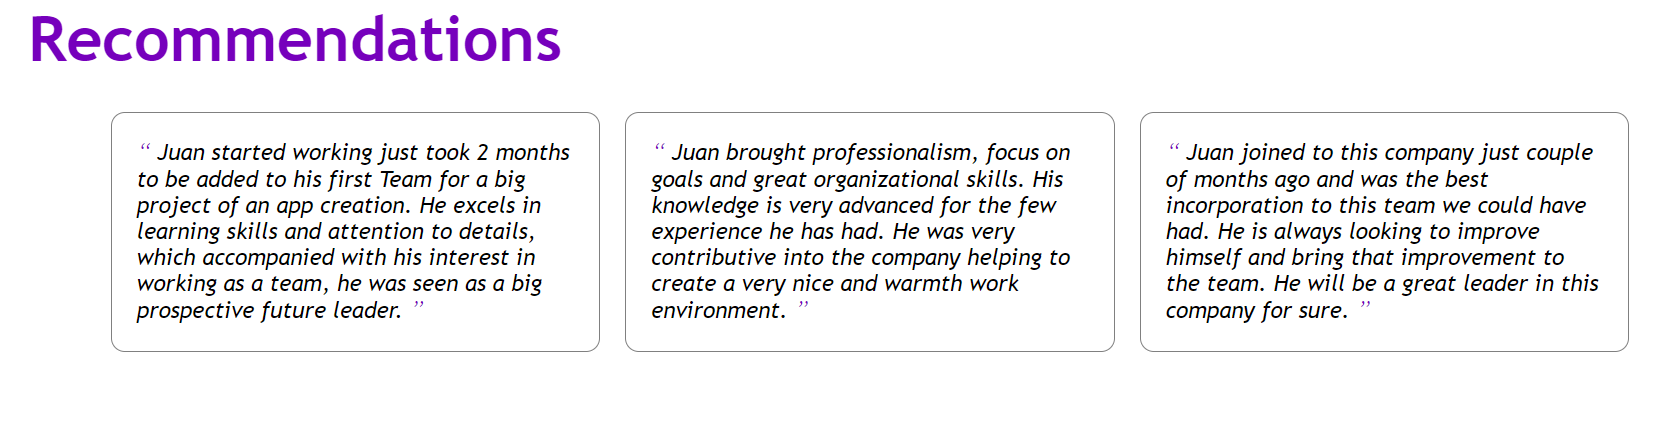 Recommendations
“ Juan started working just took 2 months
to be added to his first Team for a big
project of an app creation. He excels in
learning skills and attention to details,
which accompanied with his interest in
working as a team, he was seen as a big
prospective future leader. ”
“ Juan brought professionalism, focus on
goals and great organizational skills. His
knowledge is very advanced for the few
experience he has had. He was very
contributive into the company helping to
create a very nice and warmth work
environment. ”
“ Juan joined to this company just couple
of months ago and was the best
incorporation to this team we could have
had. He is always looking to improve
himself and bring that improvement to
the team. He will be a great leader in this
company for sure. ”